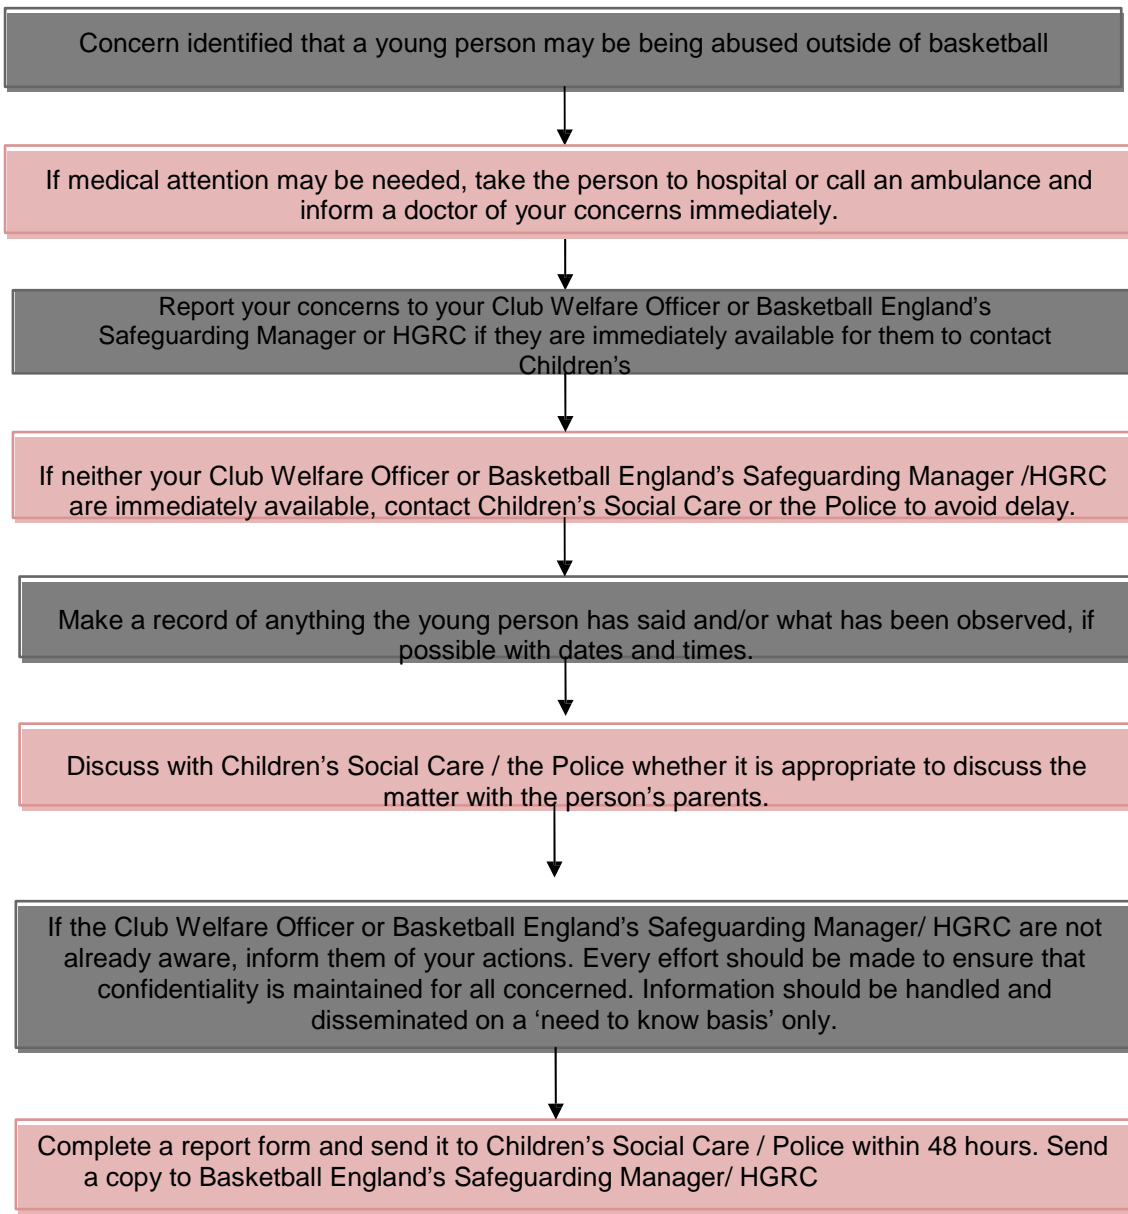 Concern identified that a young person may be being abused outside of basketball
If medical attention may be needed, take the person to hospital or call an ambulance and
inform a doctor of your concerns immediately.
Report your concerns to your Club Welfare Officer or Basketball England’s
Safeguarding Manager or HGRC if they are immediately available for them to contact
Children’s
If neither your Club Welfare Officer or Basketball England’s Safeguarding Manager /HGRC
are immediately available, contact Children’s Social Care or the Police to avoid delay.
Make a record of anything the young person has said and/or what has been observed, if
possible with dates and times.
Discuss with Children’s Social Care / the Police whether it is appropriate to discuss the
matter with the person’s parents.
If the Club Welfare Officer or Basketball England’s Safeguarding Manager/ HGRC are not
already aware, inform them of your actions. Every effort should be made to ensure that
confidentiality is maintained for all concerned. Information should be handled and
disseminated on a ‘need to know basis’ only.
Complete a report form and send it to Children’s Social Care / Police within 48 hours. Send
a copy to Basketball England’s Safeguarding Manager/ HGRC